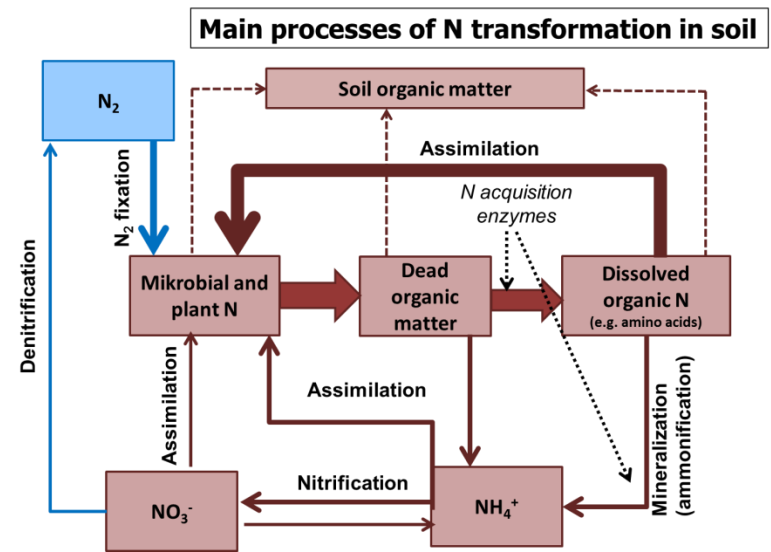 Main processes of N transformation in soil
N₂
Soil organic matter
Assimilation
N acquisition
enzymes
N₂ fixation
Mikrobial and
plant N
Dead
organic
matter
Dissolved
organic N
(e.g. amino acids)
Denitrification
Assimilation
Assimilation
Mineralization
(ammonification)
Nitrification
NO₃⁻
NH₄⁺